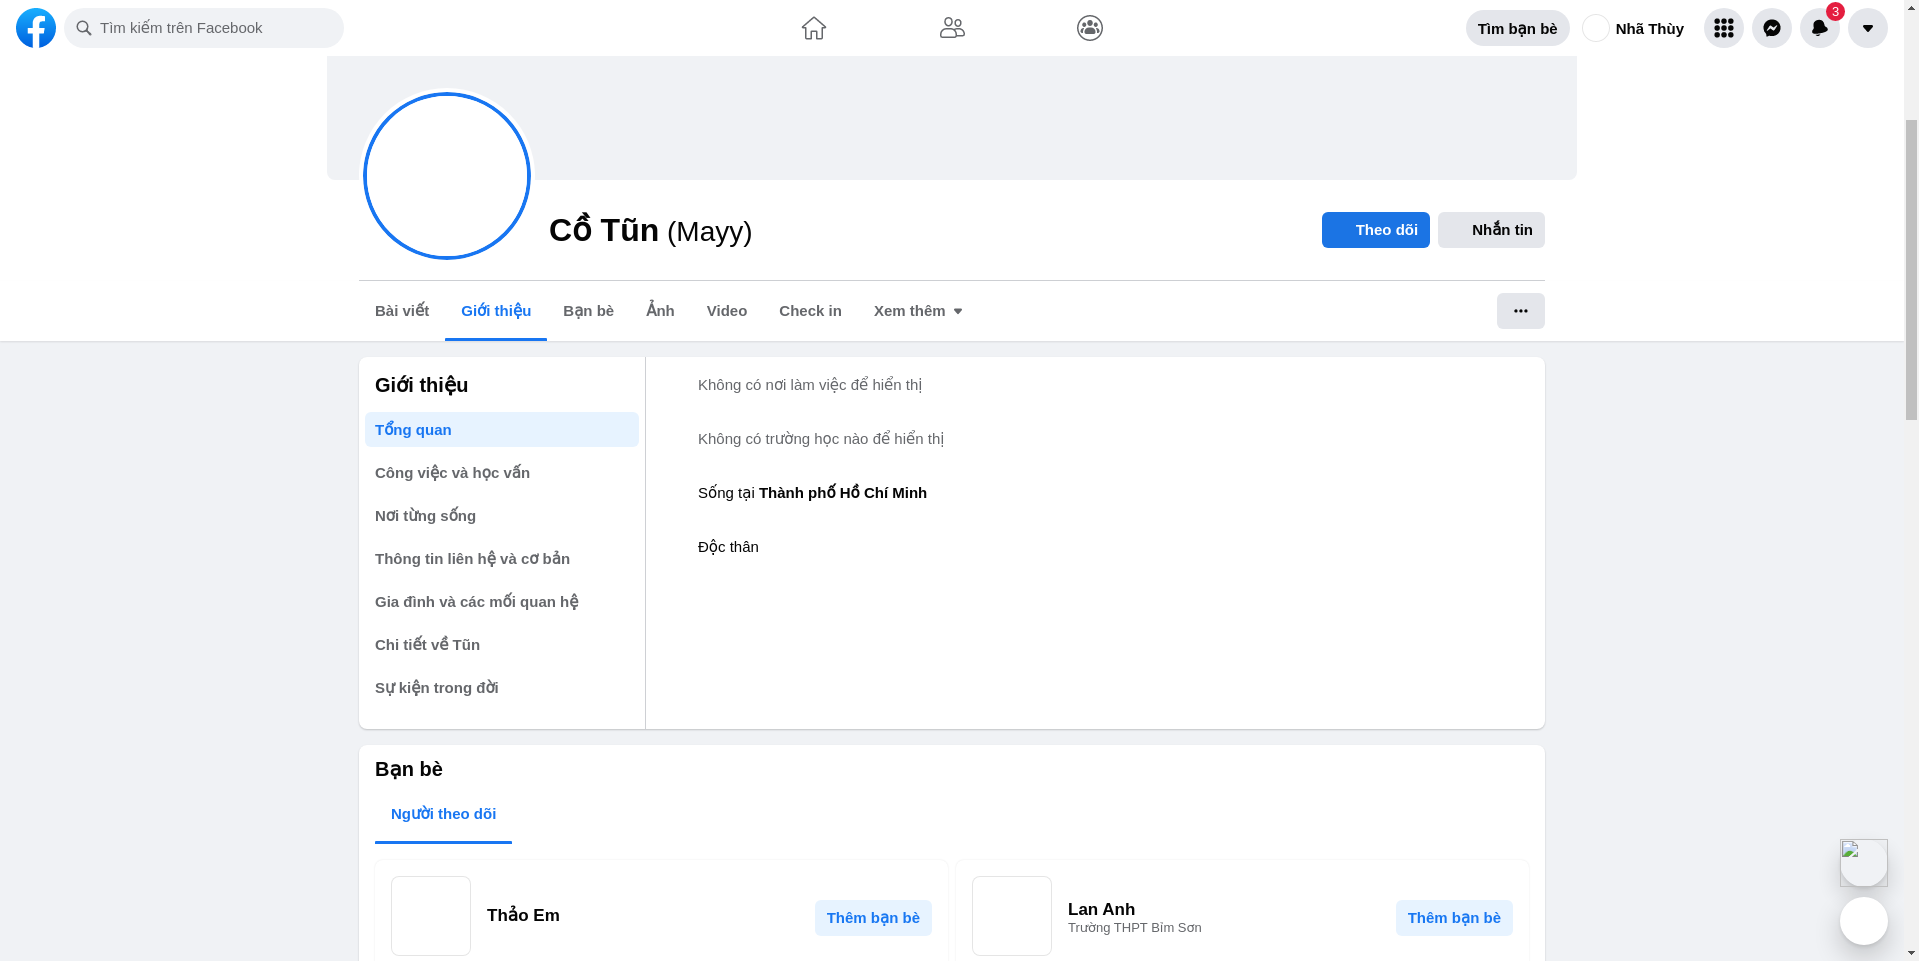 Tìm kiếm trên Facebook
Tìm bạn bè
Nhã Thùy
3
Cồ Tũn (Mayy)
Theo dõi
Nhắn tin
Bài viết
Giới thiệu
Bạn bè
Ảnh
Video
Check in
Xem thêm
Giới thiệu
Tổng quan
Công việc và học vấn
Nơi từng sống
Thông tin liên hệ và cơ bản
Gia đình và các mối quan hệ
Chi tiết về Tũn
Sự kiện trong đời
Không có nơi làm việc để hiển thị
Không có trường học nào để hiển thị
Sống tại Thành phố Hồ Chí Minh
Độc thân
Bạn bè
Người theo dõi
Thảo Em
Thêm bạn bè
Lan Anh
Trường THPT Bỉm Sơn
Thêm bạn bè